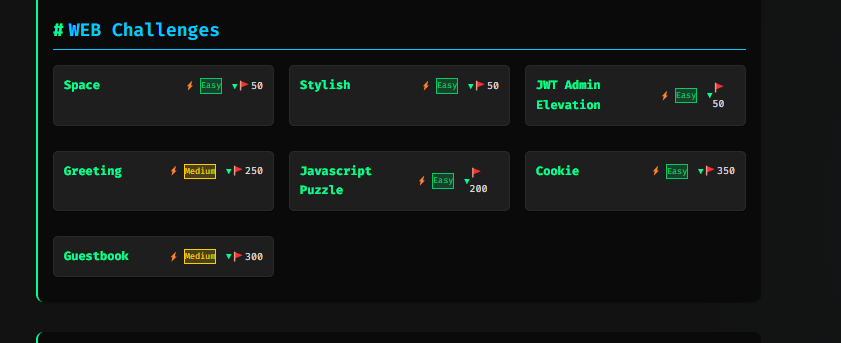 # WEB Challenges
Space Easy 50
Stylish Easy 50
JWT Admin Elevation Easy 50
Greeting Medium 250
Javascript Puzzle Easy 200
Cookie Easy 350
Guestbook Medium 300